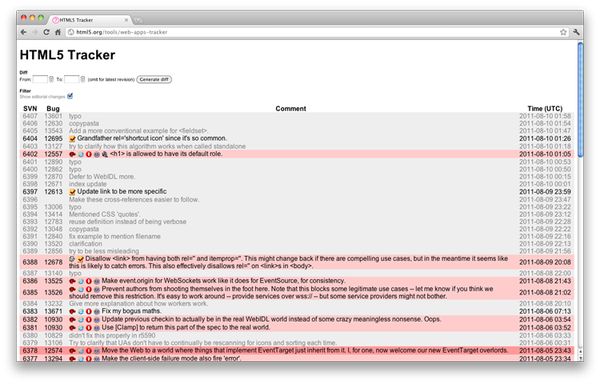 HTML5 Tracker
html5.org/tools/web-apps-tracker
HTML5 Tracker
Diff
From: To: (omit for latest revision) Generate diff
Filter
Show editorial changes
SVN Bug Comment Time (UTC)
6407 13601 typo 2011-08-10 01:58
6406 12630 copypasta 2011-08-10 01:54
6405 13543 Add a more conventional example for <fieldset>. 2011-08-10 01:47
6404 12695 Grandfather rel='shortcut icon' since it's so common. 2011-08-10 01:26
6403 13127 try to clarify how this algorithm works when called standalone 2011-08-10 01:18
6402 12557 <h1> is allowed to have its default role. 2011-08-10 01:05
6401 12890 typo 2011-08-10 00:53
6400 12862 typo 2011-08-10 00:50
6399 12870 Defer to WebIDL more. 2011-08-10 00:15
6398 12671 index update 2011-08-10 00:01
6397 12613 Update link to be more specific 2011-08-09 23:59
6396 Make these cross-references easier to follow. 2011-08-09 23:17
6395 13006 typo 2011-08-09 23:22
6394 13414 Mentioned CSS 'quotes'. 2011-08-09 23:12
6393 12783 reuse definition instead of being verbose 2011-08-09 22:28
6392 13048 copypasta 2011-08-09 22:22
6391 12840 fix example to mention filename 2011-08-09 22:16
6390 13520 clarification 2011-08-09 22:13
6389 12856 try to be less misleading 2011-08-09 21:56
6388 12678 Disallow <link> from having both rel="" and itemprop="". This might change back if there are compelling use cases, but in the meantime it seems like 2011-08-09 20:08
this is likely to catch errors. This also effectively disallows rel="" on <link>s in <body>.
6387 13140 typo 2011-08-08 22:00
6386 13525 Make event.origin for WebSockets work like it does for EventSource, for consistency. 2011-08-08 21:43
6385 13526 Prevent authors from shooting themselves in the foot here. Note that this blocks some legitimate use cases -- let me know if you think we 2011-08-08 21:02
should remove this restriction. It's easy to work around -- provide services over wss:// -- but some service providers might not bother.
6384 13232 Give more explanation about how workers work. 2011-08-08 20:10
6383 13671 Fix my bogus maths. 2011-08-06 07:13
6382 10930 Update previous checkin to actually be in the real WebIDL world instead of some crazy meaningless nonsense. Oops. 2011-08-06 03:54
6381 10930 Use [Clamp] to return this part of the spec to the real world. 2011-08-06 03:52
6380 10829 didn't fix this properly in r5590 2011-08-06 03:34
6379 13106 Try to clarify that UAs don't have to continually be rescanning for icons and sorting each time. 2011-08-06 03:21
6378 12574 Move the Web to a world where things that implement EventTarget just inherit from it. I, for one, now welcome our new EventTarget overlords. 2011-08-05 23:43
6377 13294 Make the client-side failure mode also fire 'error'. 2011-08-05 23:24